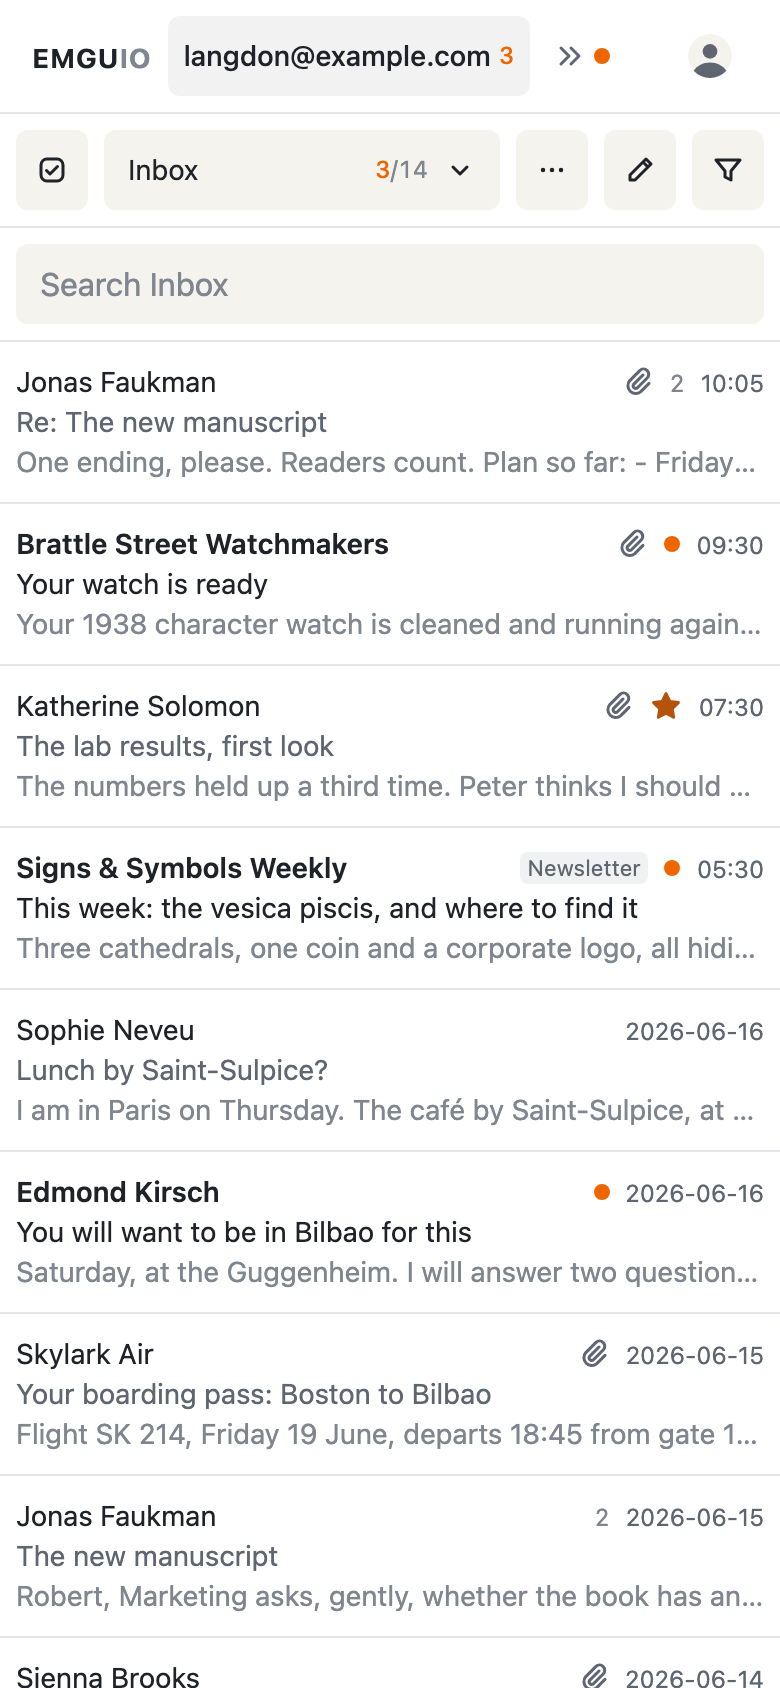 EMGUIO langdon@example.com 3
Inbox 3/14
Search Inbox
Jonas Faukman 2 10:05
Re: The new manuscript
One ending, please. Readers count. Plan so far: - Friday...
Brattle Street Watchmakers 09:30
Your watch is ready
Your 1938 character watch is cleaned and running again...
Katherine Solomon 07:30
The lab results, first look
The numbers held up a third time. Peter thinks I should ...
Signs & Symbols Weekly Newsletter 05:30
This week: the vesica piscis, and where to find it
Three cathedrals, one coin and a corporate logo, all hidi...
Sophie Neveu 2026-06-16
Lunch by Saint-Sulpice?
I am in Paris on Thursday. The café by Saint-Sulpice, at ...
Edmond Kirsch 2026-06-16
You will want to be in Bilbao for this
Saturday, at the Guggenheim. I will answer two question...
Skylark Air 2026-06-15
Your boarding pass: Boston to Bilbao
Flight SK 214, Friday 19 June, departs 18:45 from gate 1...
Jonas Faukman 2 2026-06-15
The new manuscript
Robert, Marketing asks, gently, whether the book has an...
Sienna Brooks 2026-06-14